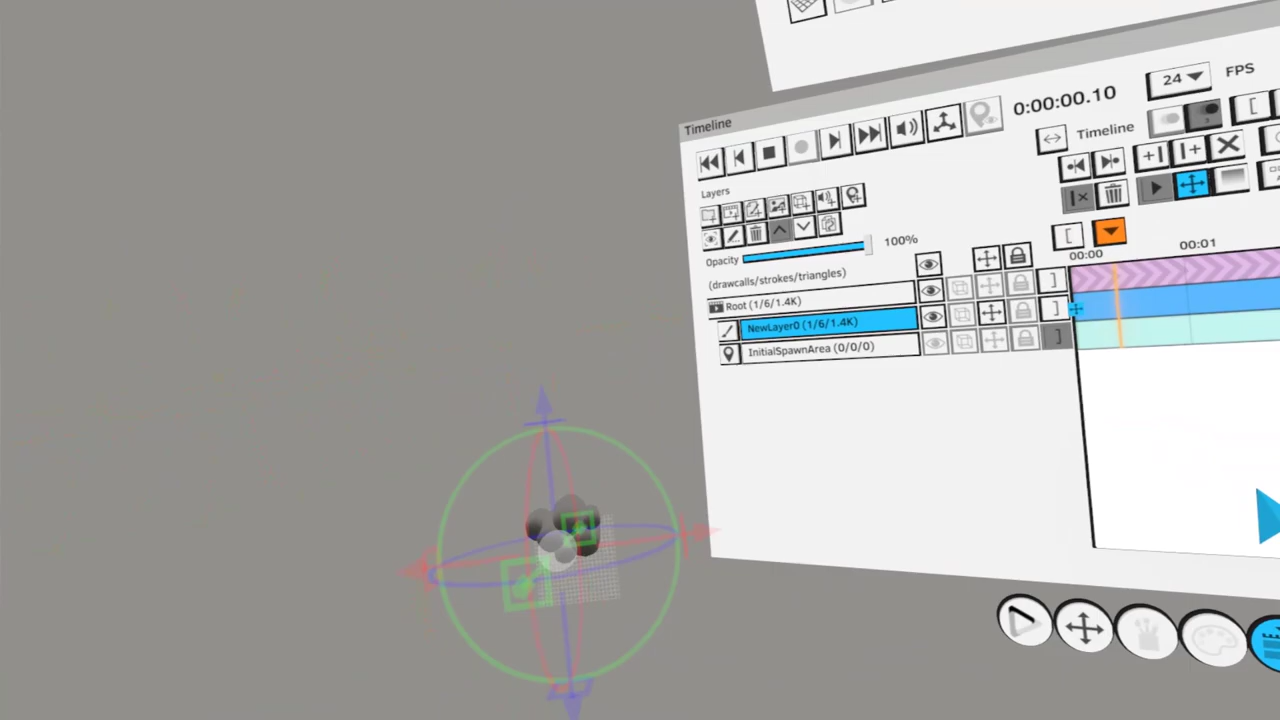 Timeline
0:00:00.10
24
FPS
Timeline
Layers
Opacity
100%
(drawcalls/strokes/triangles)
Root (1/6/1.4K)
NewLayer0 (1/6/1.4K)
InitialSpawnArea (0/0/0)
00:00
00:01